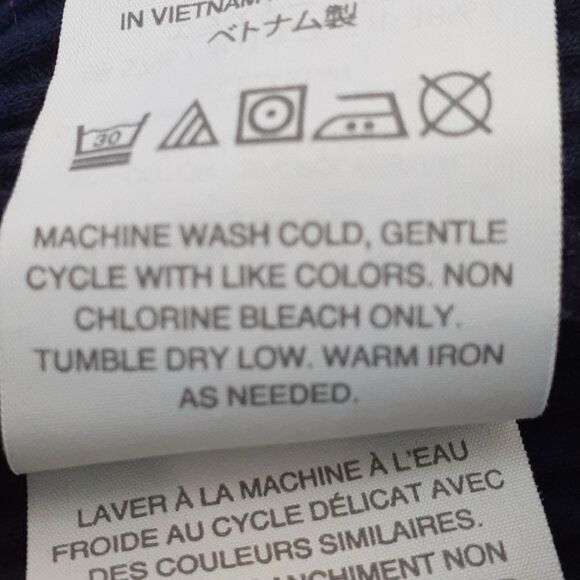 IN VIETNAM
ベトナム製
30
MACHINE WASH COLD, GENTLE
CYCLE WITH LIKE COLORS. NON
CHLORINE BLEACH ONLY.
TUMBLE DRY LOW. WARM IRON
AS NEEDED.
LAVER À LA MACHINE À L'EAU
FROIDE AU CYCLE DÉLICAT AVEC
DES COULEURS SIMILAIRES.
NON